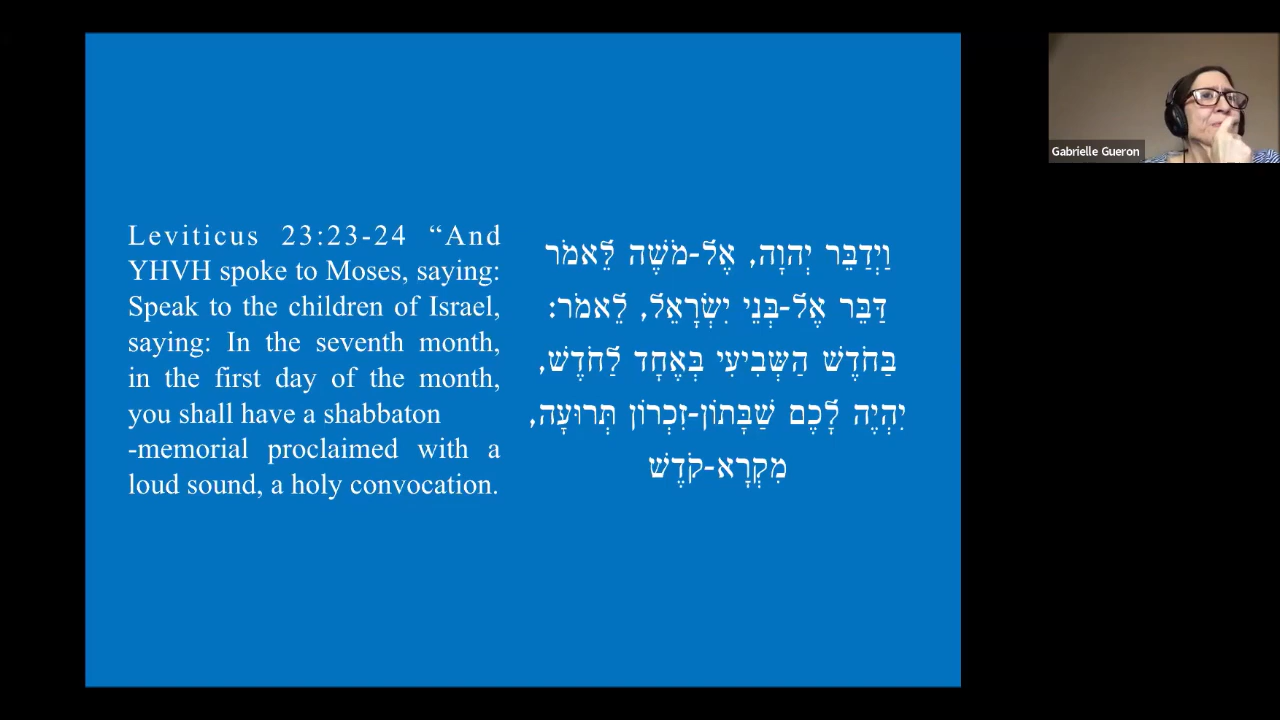 Leviticus 23:23-24 “And
YHVH spoke to Moses, saying:
Speak to the children of Israel,
saying: In the seventh month,
in the first day of the month,
you shall have a shabbaton
-memorial proclaimed with a
loud sound, a holy convocation.
וַיְדַבֵּר יְהוָה, אֶל-מֹשֶׁה לֵּאמֹר
דַּבֵּר אֶל-בְּנֵי יִשְׂרָאֵל, לֵאמֹר:
בַּחֹדֶשׁ הַשְּׁבִיעִי בְּאֶחָד לַחֹדֶשׁ,
יִהְיֶה לָכֶם שַׁבָּתוֹן-זִכְרוֹן תְּרוּעָה,
מִקְרָא-קֹדֶשׁ
Gabrielle Gueron